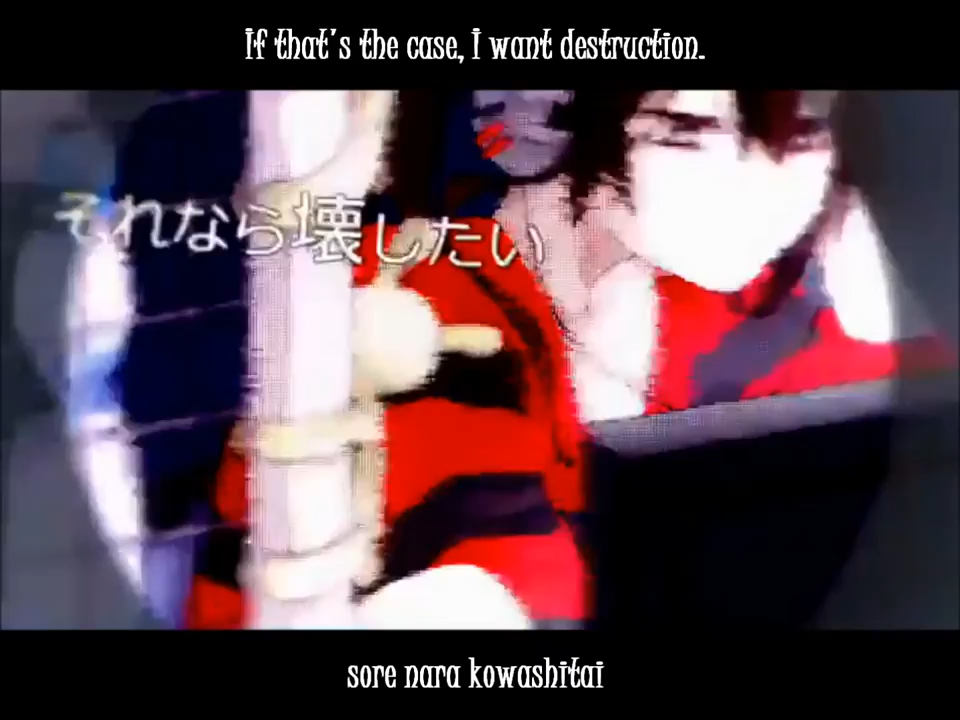 If that's the case, I want destruction.
それなら壊したい
sore nara kowashitai